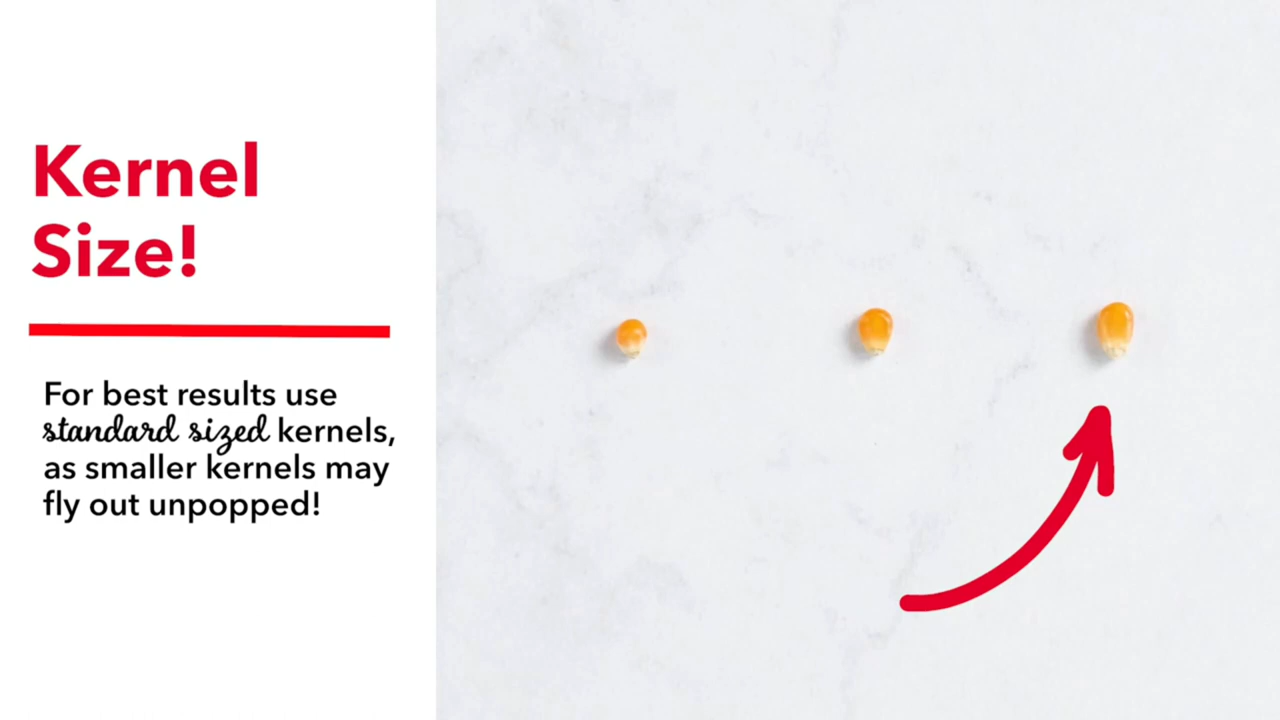 Kernel
Size!
For best results use
standard sized kernels,
as smaller kernels may
fly out unpopped!